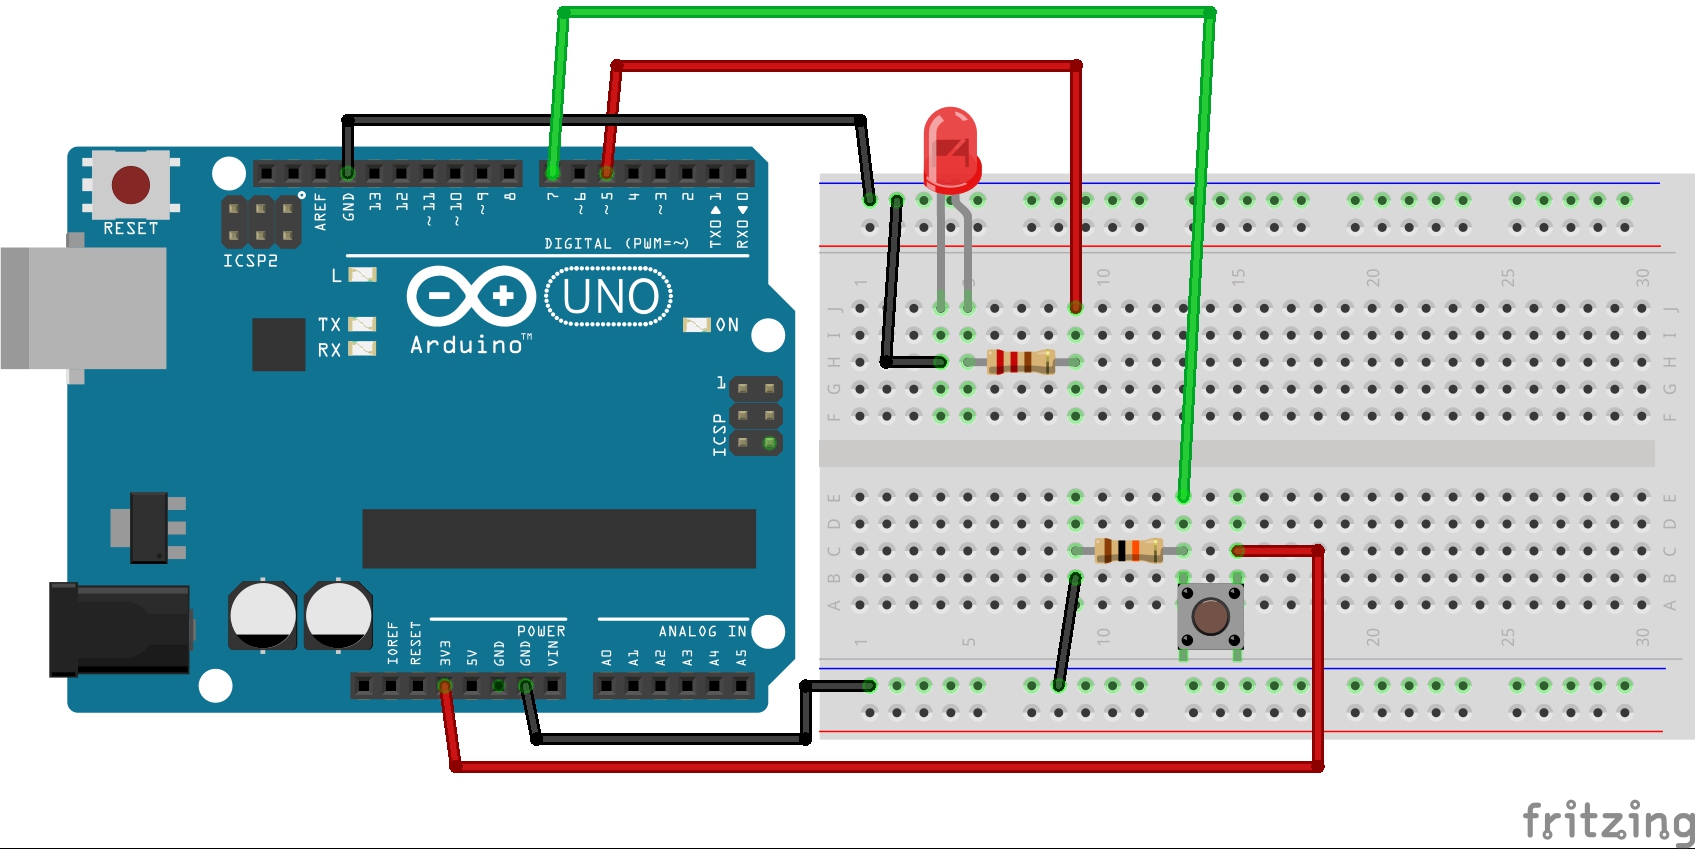 RESET
ICSP2
AREF
GND
13
12
~11
~10
~9
8
7
~6
~5
4
~3
2
TX0▶1
RX0◀0
DIGITAL (PWM=~)
L
TX
RX
UNO
Arduino™
ON
1
ICSP
IOREF
RESET
3V3
5V
GND
GND
VIN
POWER
ANALOG IN
A0
A1
A2
A3
A4
A5
1
5
10
15
20
25
30
J J
I I
H H
G G
F F
E E
D D
C C
B B
A A
1
5
10
20
25
30
fritzing